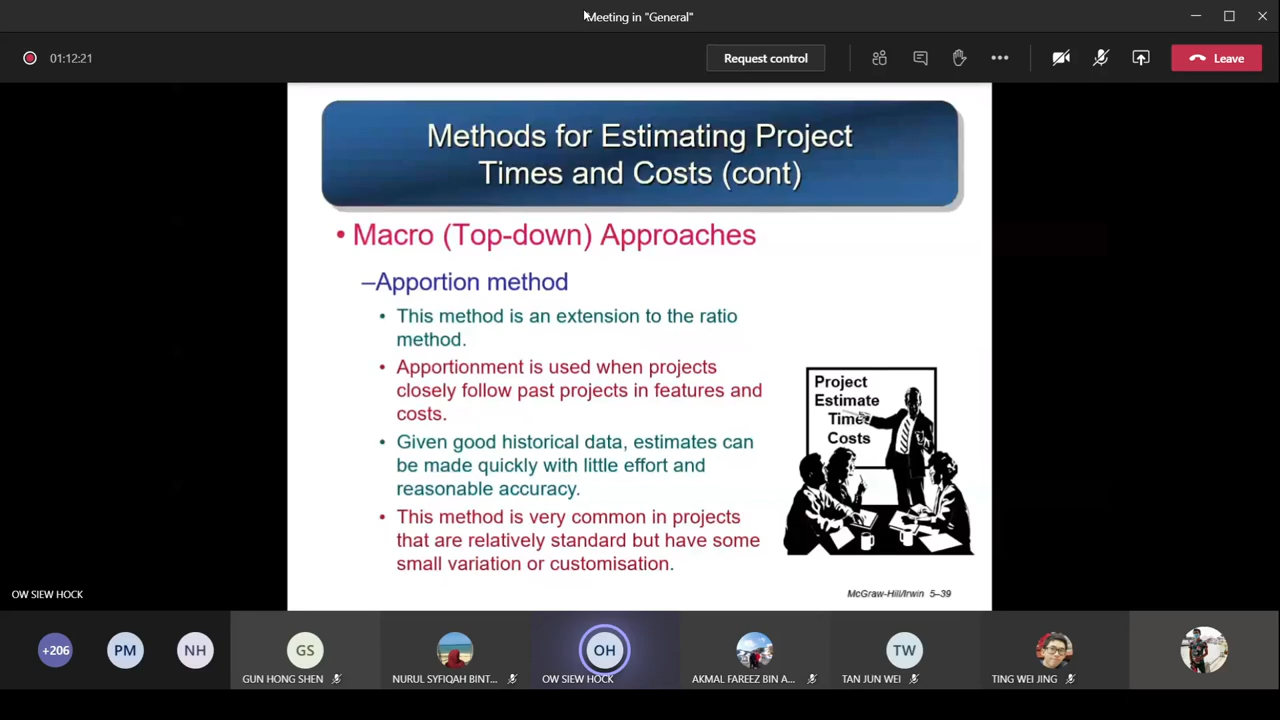 Meeting in "General"
01:12:21
Request control
Leave
Methods for Estimating Project
Times and Costs (cont)
• Macro (Top-down) Approaches
–Apportion method
• This method is an extension to the ratio
method.
• Apportionment is used when projects
closely follow past projects in features and
costs.
• Given good historical data, estimates can
be made quickly with little effort and
reasonable accuracy.
• This method is very common in projects
that are relatively standard but have some
small variation or customisation.
Project
Estimate
Times
Costs
McGraw-Hill/Irwin 5–39
OW SIEW HOCK
+206
PM
NH
GS
OH
TW
GUN HONG SHEN
NURUL SYFIQAH BINT...
OW SIEW HOCK
AKMAL FAREEZ BIN A...
TAN JUN WEI
TING WEI JING